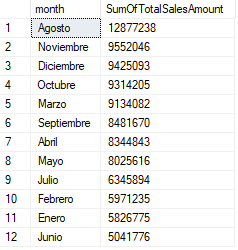 month SumOfTotalSalesAmount
1 Agosto 12877238
2 Noviembre 9552046
3 Diciembre 9425093
4 Octubre 9314205
5 Marzo 9134082
6 Septiembre 8481670
7 Abril 8344843
8 Mayo 8025616
9 Julio 6345894
10 Febrero 5971235
11 Enero 5826775
12 Junio 5041776